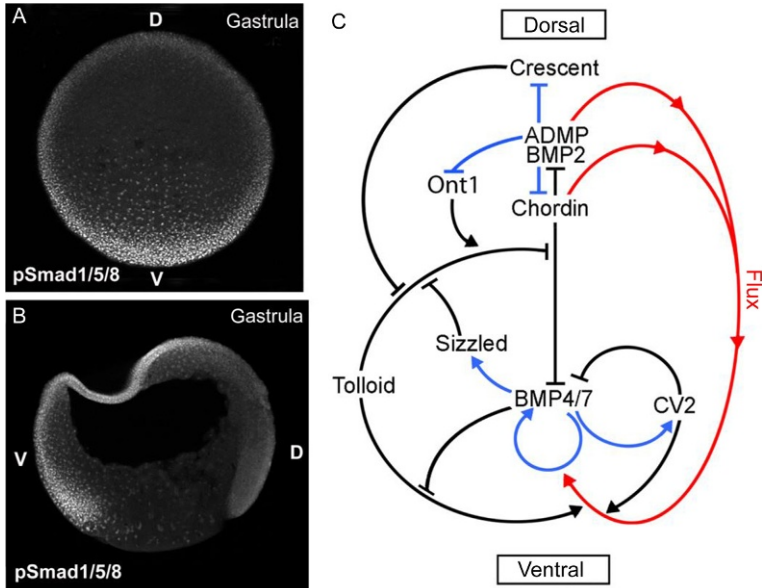 A
D
Gastrula
V
pSmad1/5/8
B
Gastrula
V
D
pSmad1/5/8
C
Dorsal
Crescent
ADMP
BMP2
Ont1
Chordin
Flux
Sizzled
Tolloid
BMP4/7
CV2
Ventral